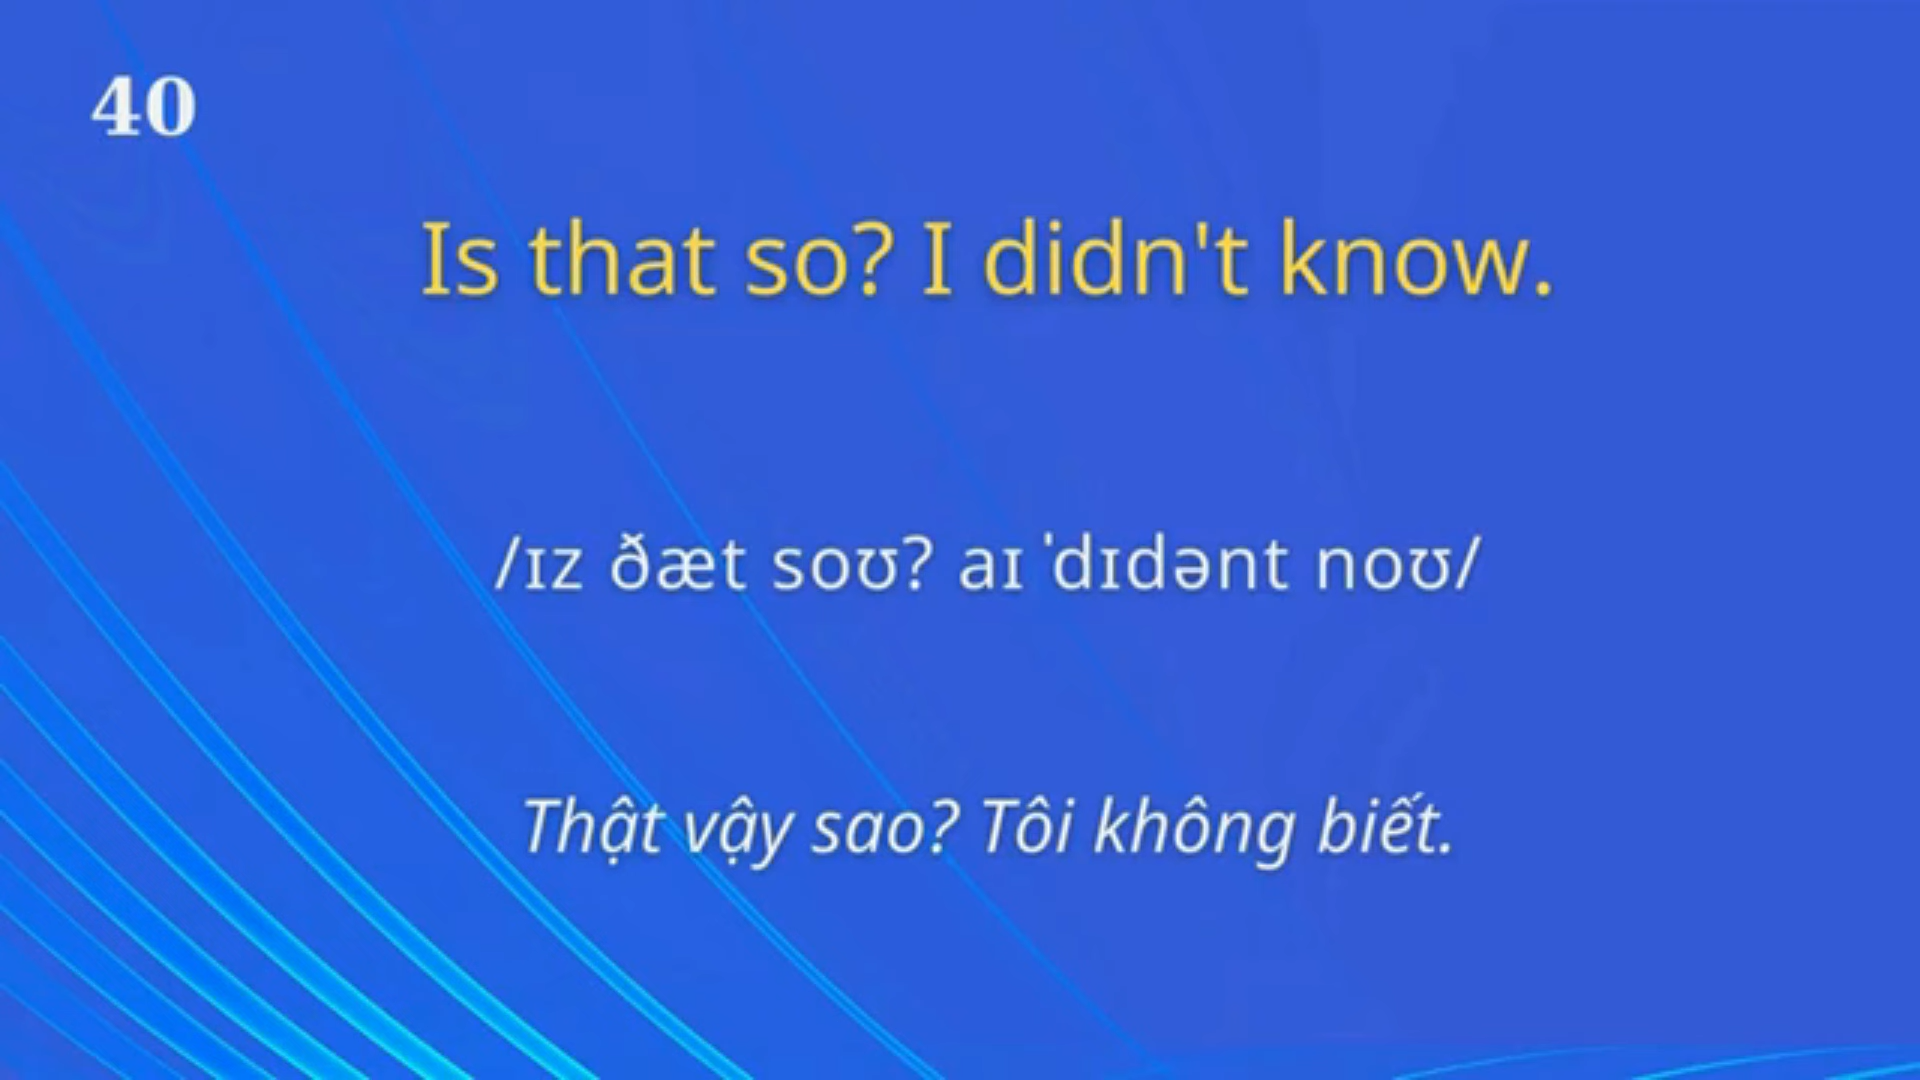 40
Is that so? I didn't know.
/ɪz ðæt soʊ? aɪ ˈdɪdənt noʊ/
Thật vậy sao? Tôi không biết.